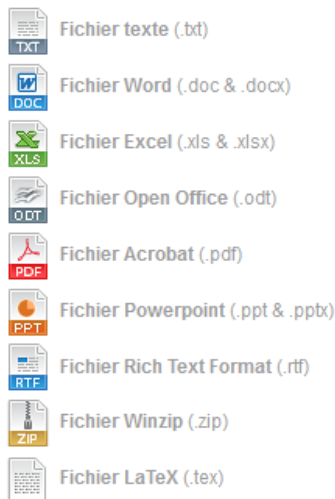 TXT Fichier texte (.txt)
DOC Fichier Word (.doc & .docx)
XLS Fichier Excel (.xls & .xlsx)
ODT Fichier Open Office (.odt)
PDF Fichier Acrobat (.pdf)
PPT Fichier Powerpoint (.ppt & .pptx)
RTF Fichier Rich Text Format (.rtf)
ZIP Fichier Winzip (.zip)
Fichier LaTeX (.tex)